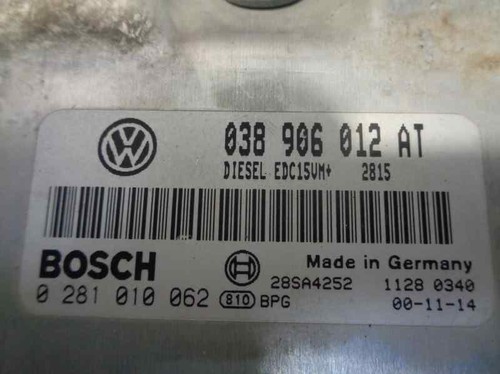 038 906 012 AT
DIESEL EDC15VM+ 2815
BOSCH
Made in Germany
28SA4252 1128 0340
0 281 010 062 810 BPG 00-11-14